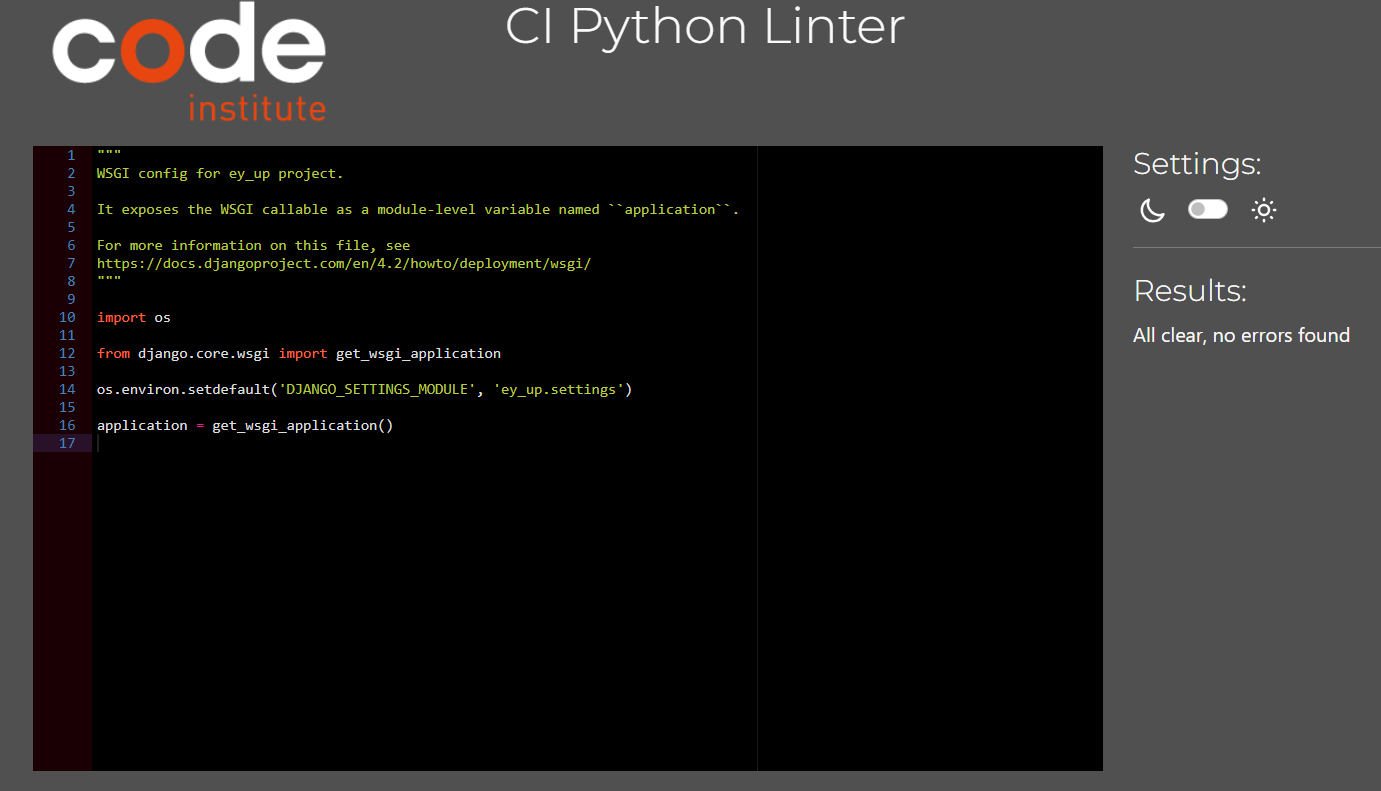 code
institute
CI Python Linter
1 """
2 WSGI config for ey_up project.
3
4 It exposes the WSGI callable as a module-level variable named ``application``.
5
6 For more information on this file, see
7 https://docs.djangoproject.com/en/4.2/howto/deployment/wsgi/
8 """
9
10 import os
11
12 from django.core.wsgi import get_wsgi_application
13
14 os.environ.setdefault('DJANGO_SETTINGS_MODULE', 'ey_up.settings')
15
16 application = get_wsgi_application()
17
Settings:
Results:
All clear, no errors found